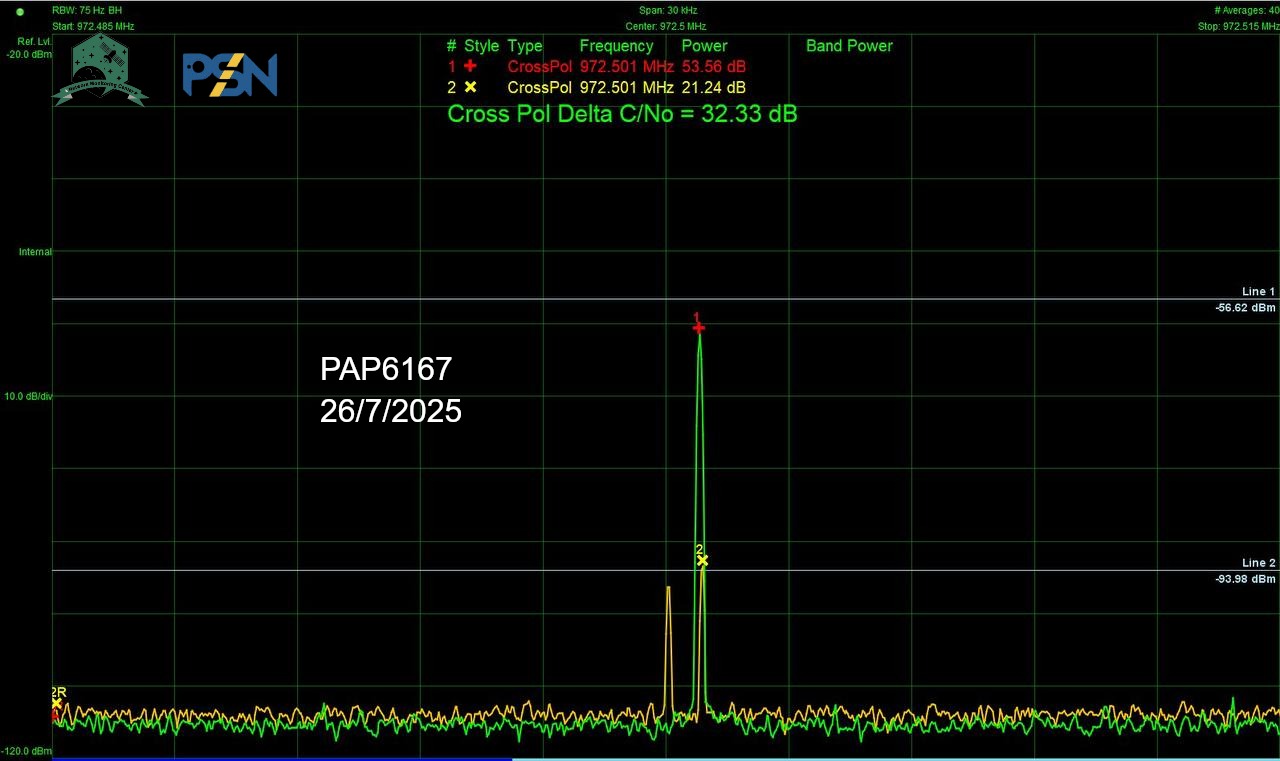 RBW: 75 Hz BH
Span: 30 kHz
# Averages: 40
Start: 972.485 MHz
Center: 972.5 MHz
Stop: 972.515 MHz
Ref. Lvl.
-20.0 dBm
Network Monitoring Center
PSN
# Style Type Frequency Power Band Power
1 CrossPol 972.501 MHz 53.56 dB
2 CrossPol 972.501 MHz 21.24 dB
Cross Pol Delta C/No = 32.33 dB
Internal
Line 1
-56.62 dBm
1
PAP6167
10.0 dB/div
26/7/2025
2
Line 2
-93.98 dBm
2R
-120.0 dBm